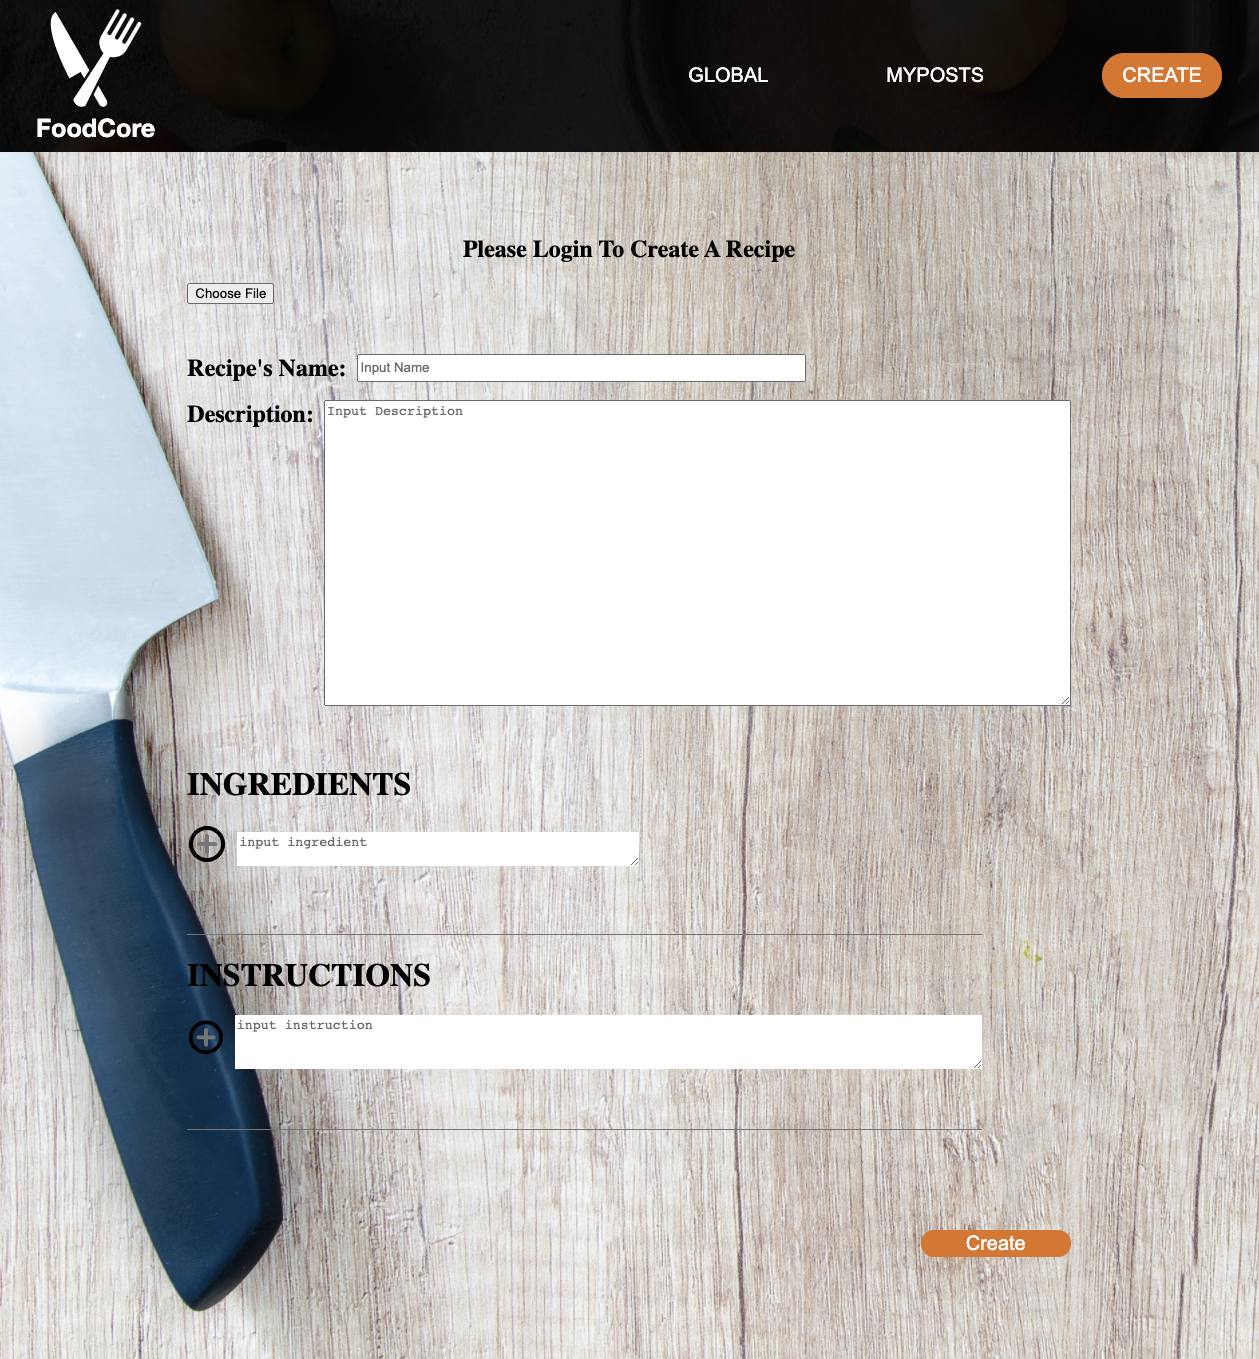 FoodCore
GLOBAL
MYPOSTS
CREATE
Please Login To Create A Recipe
Choose File
Recipe's Name:
Input Name
Description:
Input Description
INGREDIENTS
input ingredient
INSTRUCTIONS
input instruction
Create